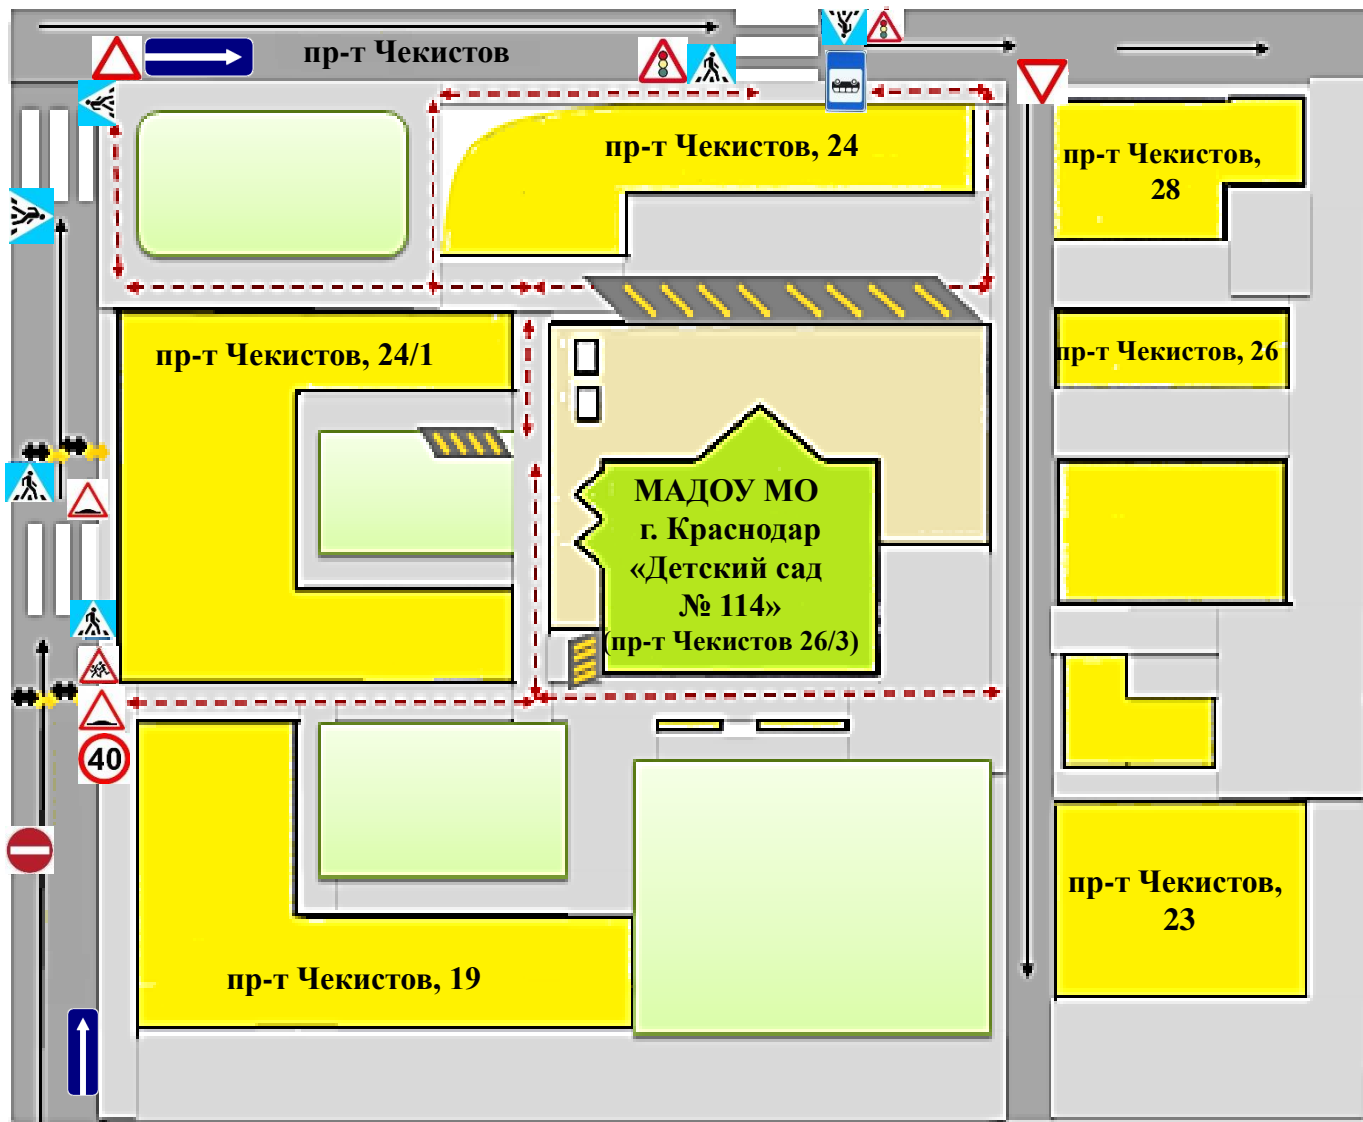 пр-т Чекистов
пр-т Чекистов, 24
пр-т Чекистов,
28
пр-т Чекистов, 24/1
пр-т Чекистов, 26
МАДОУ МО
г. Краснодар
«Детский сад
№ 114»
(пр-т Чекистов 26/3)
40
пр-т Чекистов,
23
пр-т Чекистов, 19